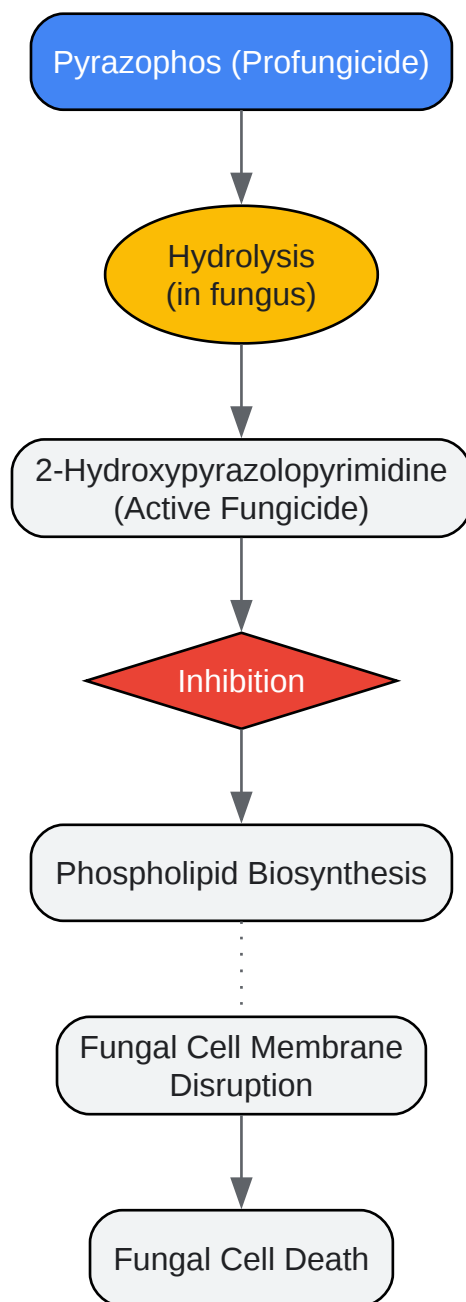 Pyrazophos (Profungicide)
Hydrolysis
(in fungus)
2-Hydroxypyrazolopyrimidine
(Active Fungicide)
Inhibition
Phospholipid Biosynthesis
Fungal Cell Membrane
Disruption
Fungal Cell Death